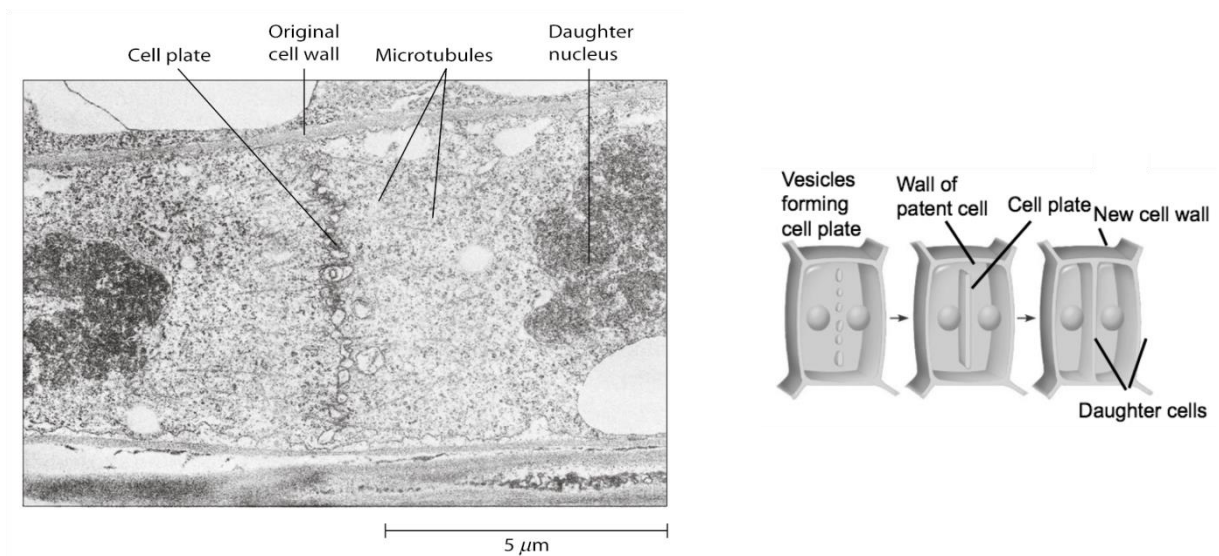 Cell plate
Original
cell wall
Microtubules
Daughter
nucleus
5 μm
Vesicles
forming
cell plate
Wall of
patent cell
Cell plate
New cell wall
Daughter cells